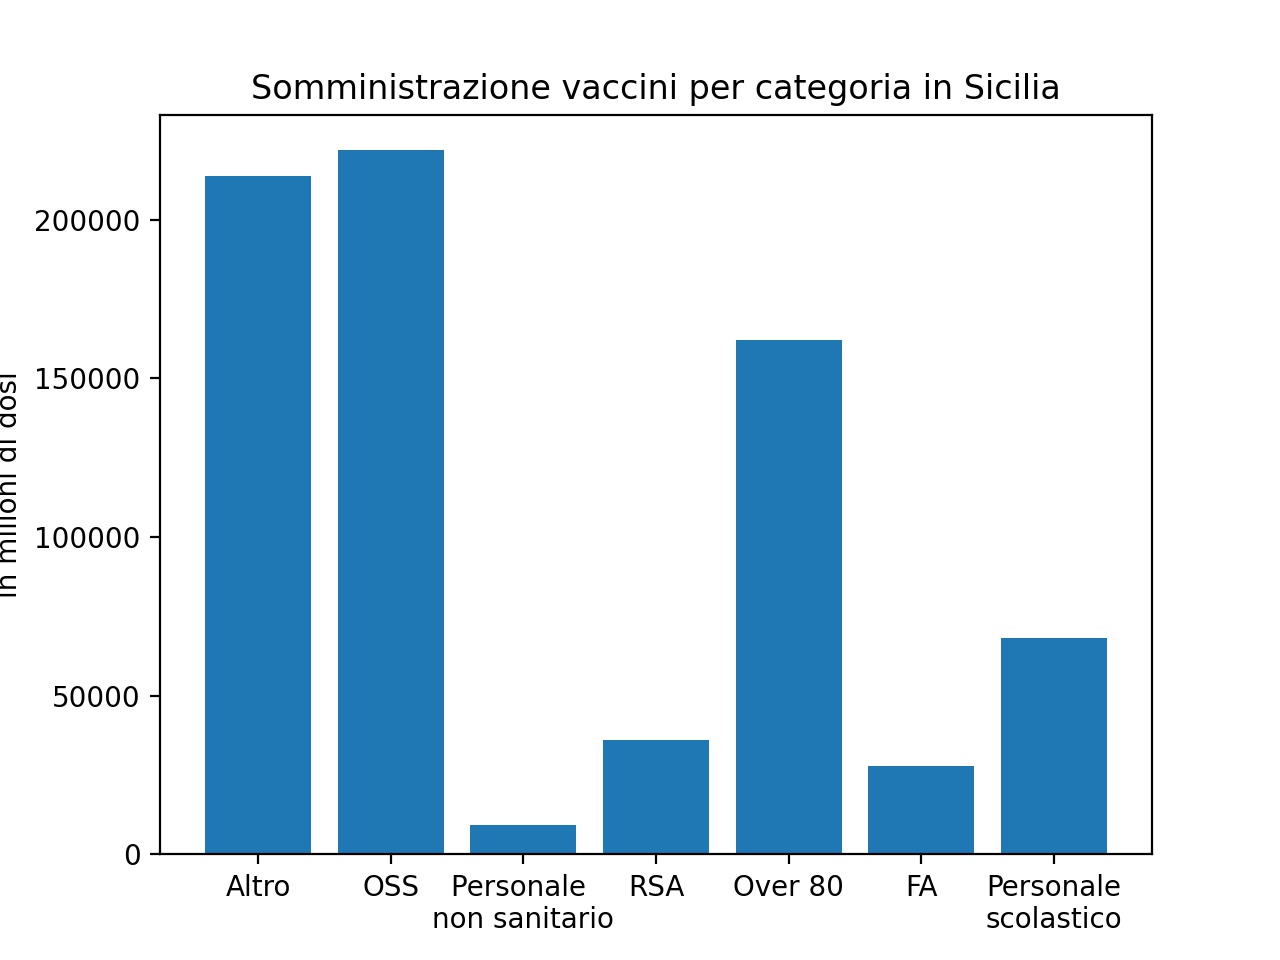 Somministrazione vaccini per categoria in Sicilia
in milioni di dosi
200000
150000
100000
50000
0
Altro
OSS
Personale
non sanitario
RSA
Over 80
FA
Personale
scolastico